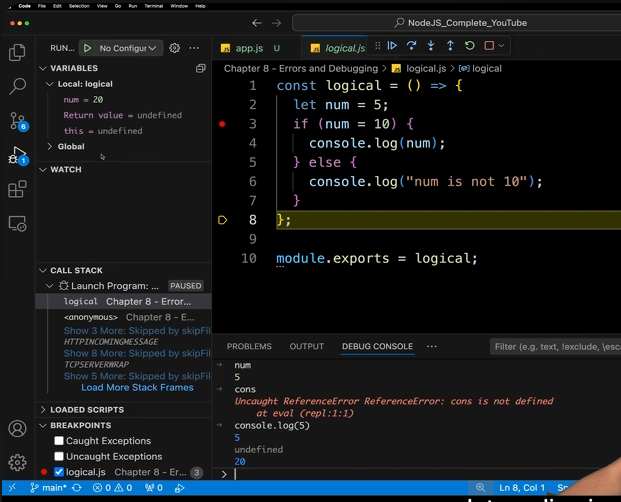 Code File Edit Selection View Go Run Terminal Window Help
NodeJS_Complete_YouTube
RUN... No Configur
app.js U
logical.js
VARIABLES
Local: logical
num = 20
Return value = undefined
this = undefined
Global
WATCH
CALL STACK
Launch Program: ... PAUSED
logical Chapter 8 - Error...
<anonymous> Chapter 8 - E...
Show 3 More: Skipped by skipFil
HTTPINCOMINGMESSAGE
Show 8 More: Skipped by skipFil
TCPSERVERWRAP
Show 5 More: Skipped by skipFil
Load More Stack Frames
LOADED SCRIPTS
BREAKPOINTS
Caught Exceptions
Uncaught Exceptions
logical.js Chapter 8 - Er... 3
6
1
Chapter 8 - Errors and Debugging > JS logical.js > logical
1 const logical = () => {
2 let num = 5;
3 if (num = 10) {
4 console.log(num);
5 } else {
6 console.log("num is not 10");
7 }
8 };
9
10 module.exports = logical;
PROBLEMS OUTPUT DEBUG CONSOLE ... Filter (e.g. text, !exclude, \esca
num
5
cons
Uncaught ReferenceError ReferenceError: cons is not defined
at eval (repl:1:1)
console.log(5)
5
undefined
20
>
main* 0 0 0 Ln 8, Col 1